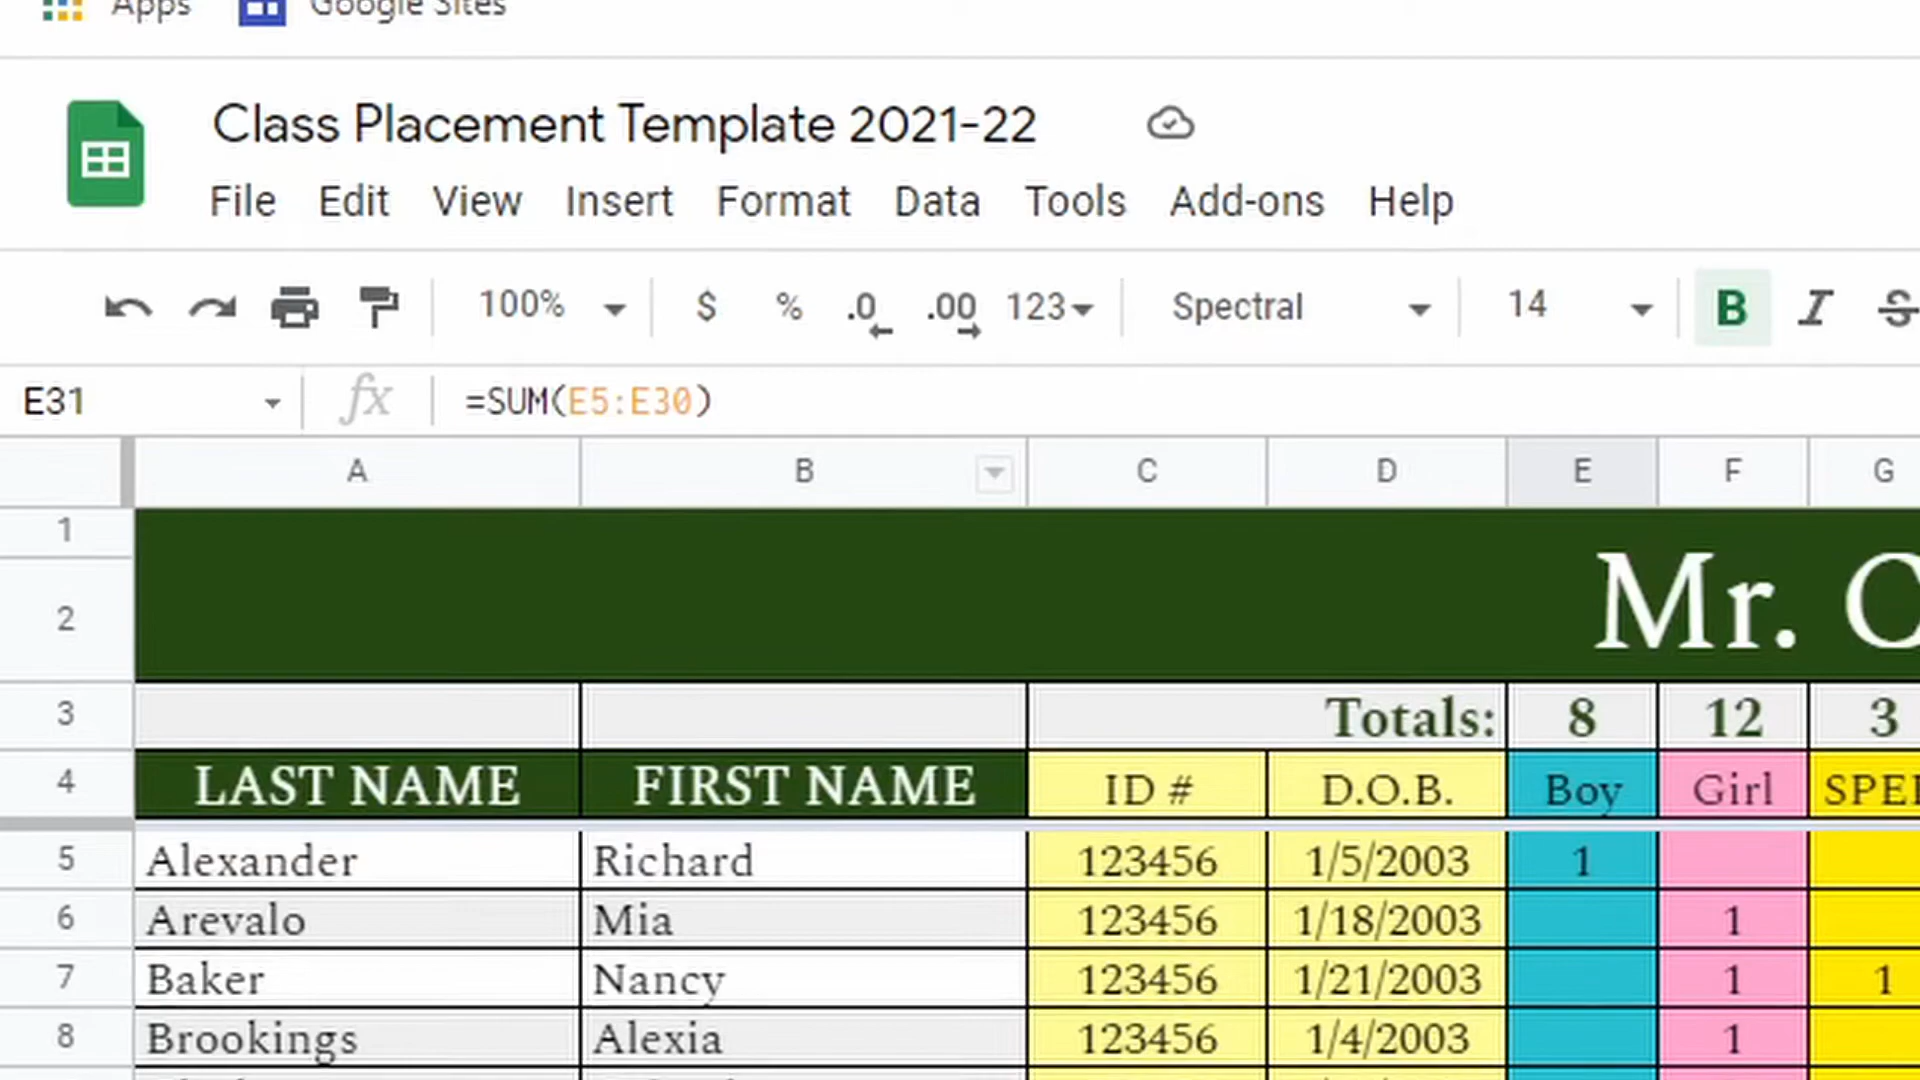 Apps Google Sites
Class Placement Template 2021-22
File Edit View Insert Format Data Tools Add-ons Help
100% $ % .0 .00 123 Spectral 14 B I S
E31 fx =SUM(E5:E30)
A B C D E F G
1
2 Mr.
3 Totals: 8 12 3
4 LAST NAME FIRST NAME ID # D.O.B. Boy Girl
5 Alexander Richard 123456 1/5/2003 1
6 Arevalo Mia 123456 1/18/2003 1
7 Baker Nancy 123456 1/21/2003 1 1
8 Brookings Alexia 123456 1/4/2003 1